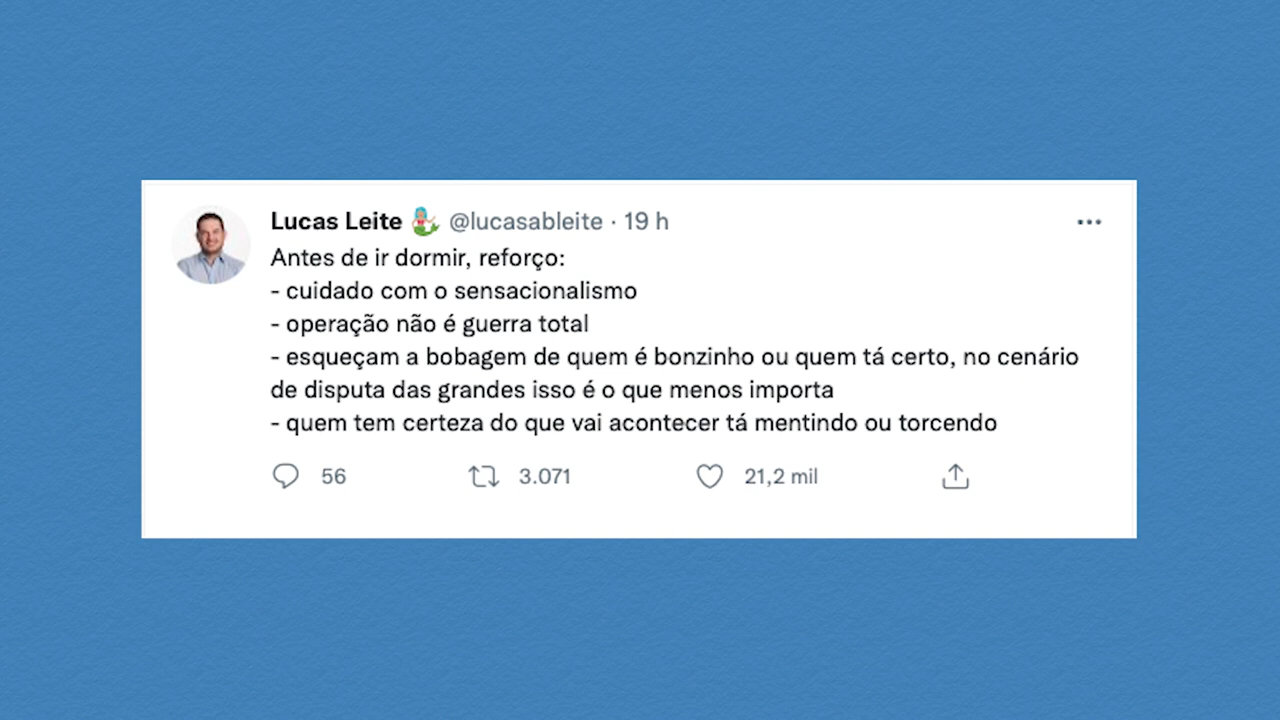 Lucas Leite 🧜‍♀️ @lucasableite · 19 h
Antes de ir dormir, reforço:
- cuidado com o sensacionalismo
- operação não é guerra total
- esqueçam a bobagem de quem é bonzinho ou quem tá certo, no cenário
de disputa das grandes isso é o que menos importa
- quem tem certeza do que vai acontecer tá mentindo ou torcendo
56 3.071 21,2 mil